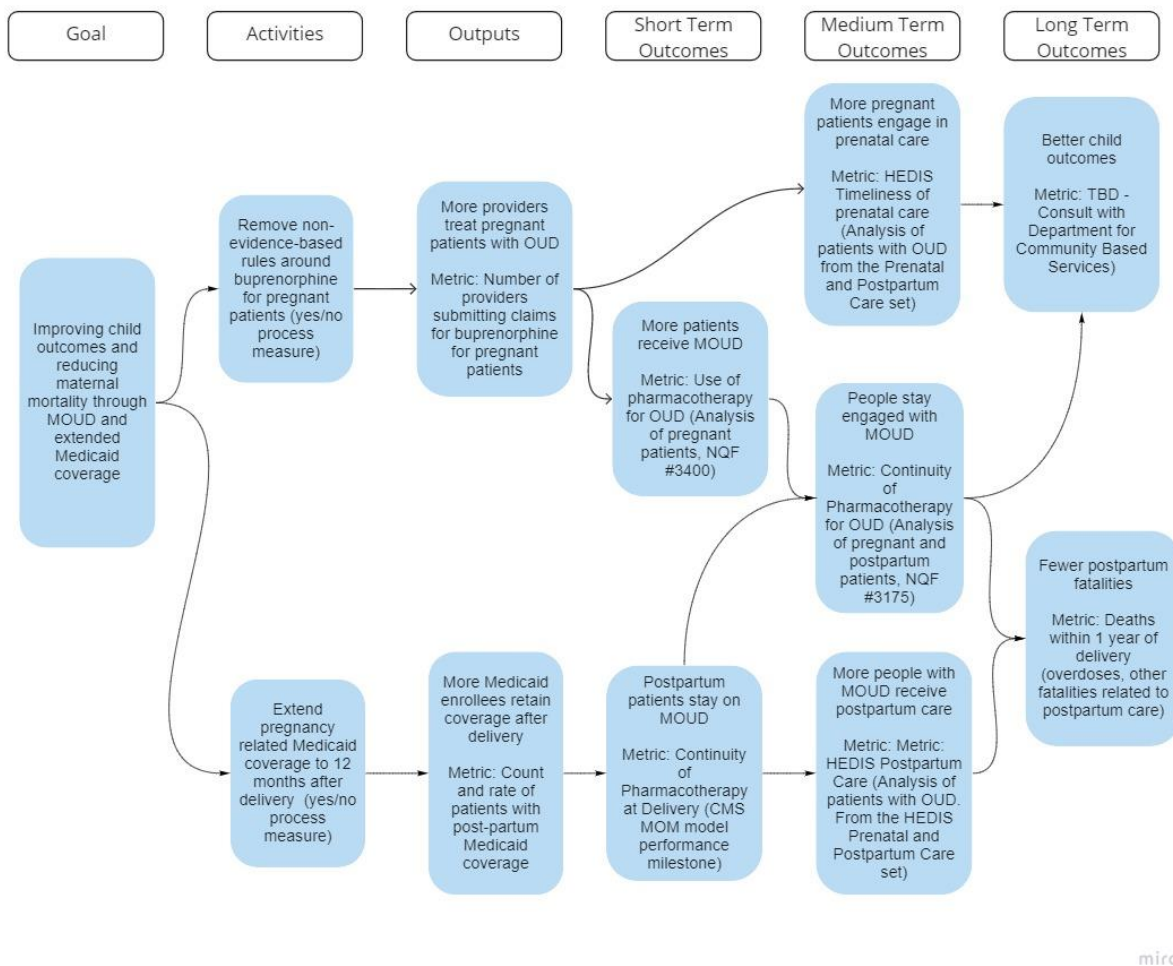 Goal
Activities
Outputs
Short Term
Outcomes
Medium Term
Outcomes
Long Term
Outcomes
Improving child
outcomes and
reducing
maternal
mortality through
MOUD and
extended
Medicaid
coverage
Remove non-
evidence-based
rules around
buprenorphine
for pregnant
patients (yes/no
process
measure)
More providers
treat pregnant
patients with OUD
Metric: Number of
providers
submitting claims
for buprenorphine
for pregnant
patients
More patients
receive MOUD
Metric: Use of
pharmacotherapy
for OUD (Analysis
of pregnant
patients, NQF
#3400)
More pregnant
patients engage in
prenatal care
Metric: HEDIS
Timeliness of
prenatal care
(Analysis of
patients with OUD
from the Prenatal
and Postpartum
Care set)
Better child
outcomes
Metric: TBD -
Consult with
Department for
Community Based
Services)
People stay
engaged with
MOUD
Metric: Continuity
of
Pharmacotherapy
for OUD (Analysis
of pregnant and
postpartum
patients, NQF
#3175)
Fewer postpartum
fatalities
Metric: Deaths
within 1 year of
delivery
(overdoses, other
fatalities related to
postpartum care)
Extend
pregnancy
related Medicaid
coverage to 12
months after
delivery (yes/no
process
measure)
More Medicaid
enrollees retain
coverage after
delivery
Metric: Count
and rate of
patients with
post-partum
Medicaid
coverage
Postpartum
patients stay on
MOUD
Metric: Continuity
of
Pharmacotherapy
at Delivery (CMS
MOM model
performance
milestone)
More people with
MOUD receive
postpartum care
Metric: Metric:
HEDIS Postpartum
Care (Analysis of
patients with OUD.
From the HEDIS
Prenatal and
Postpartum Care
set)